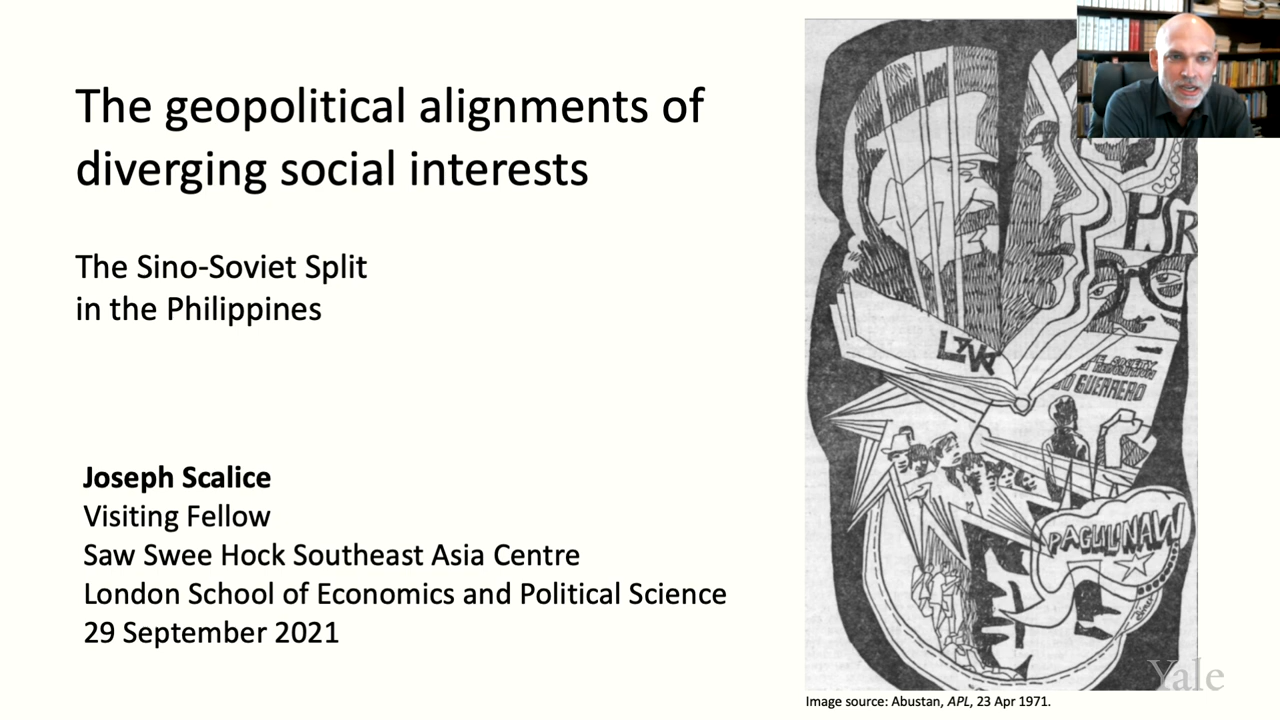 The geopolitical alignments of
diverging social interests
The Sino-Soviet Split
in the Philippines
Joseph Scalice
Visiting Fellow
Saw Swee Hock Southeast Asia Centre
London School of Economics and Political Science
29 September 2021
PSR
SOCIETY
GUERRERO
Yale
Image source: Abustan, APL, 23 Apr 1971.